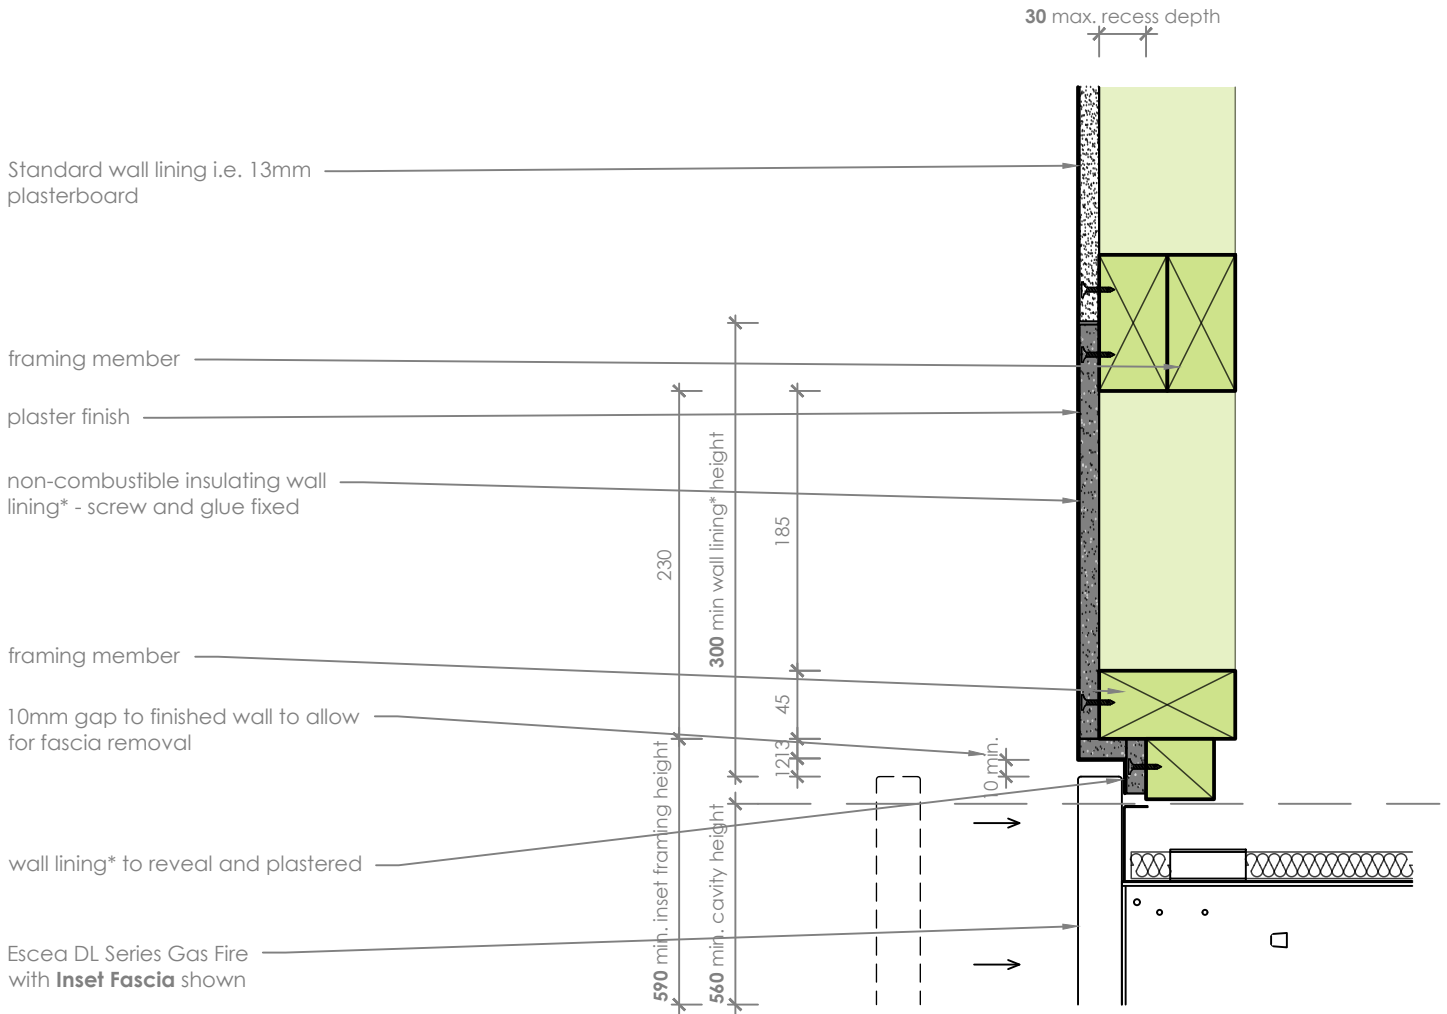 30 max. recess depth
Standard wall lining i.e. 13mm
plasterboard
framing member
plaster finish
non-combustible insulating wall
lining* - screw and glue fixed
framing member
10mm gap to finished wall to allow
for fascia removal
wall lining* to reveal and plastered
Escea DL Series Gas Fire
with Inset Fascia shown
230
300 min wall lining* height
185
45
13
12
10 min.
590 min. inset framing height
560 min. cavity height